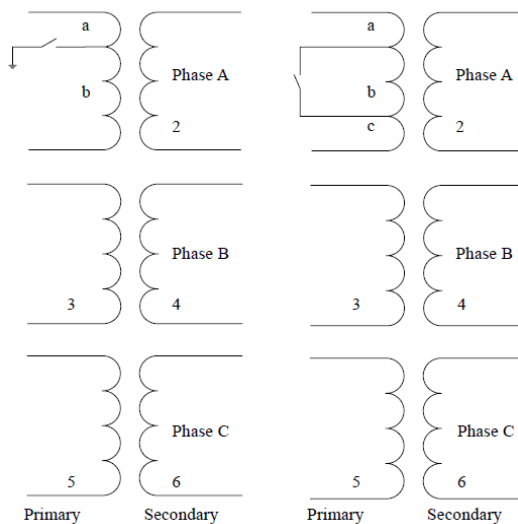 a a
b Phase A b Phase A
2 c 2
Phase B Phase B
3 4 3 4
Phase C Phase C
5 6 5 6
Primary Secondary Primary Secondary